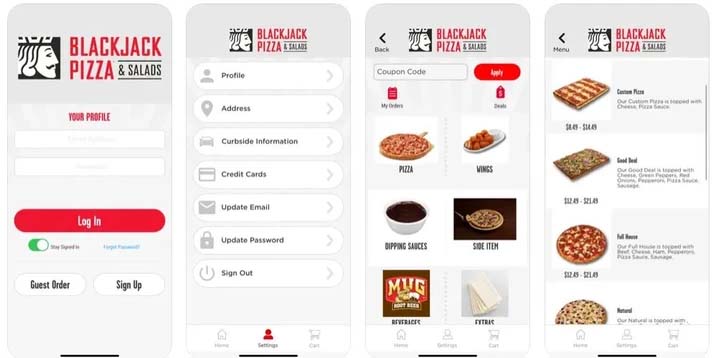 BLACKJACK
PIZZA & SALADS
YOUR PROFILE
Log In
Stay Signed In
Forgot Password?
Guest Order
Sign Up
BLACKJACK
PIZZA & SALADS
Profile
Address
Curbside Information
Credit Cards
Update Email
Update Password
Sign Out
Home
Settings
Cart
Back
BLACKJACK
PIZZA & SALADS
Coupon Code
Apply
My Orders
Deals
PIZZA
WINGS
DIPPING SAUCES
SIDE ITEM
MUG
ROOT BEER
BEVERAGES
EXTRAS
Home
Settings
Cart
Menu
BLACKJACK
PIZZA & SALADS
Custom Pizza
Our Custom Pizza is topped with
Cheese, Pizza Sauce.
$8.49 - $14.49
Good Deal
Our Good Deal is topped with
Cheese, Green Peppers, Red
Onions, Pepperoni, Pizza Sauce,
Sausage.
$12.49 - $21.49
Full House
Our Full House is topped with
Beef, Cheese, Ham, Pepperoni,
Pizza Sauce, Sausage.
$12.49 - $21.49
Natural
Our Natural is topped with
Home
Settings
Cart